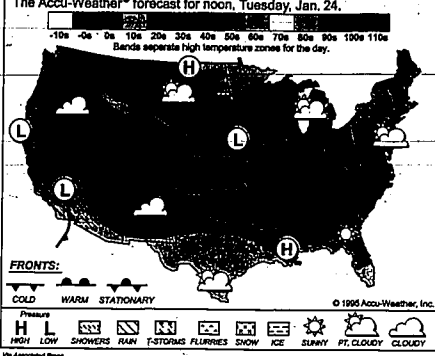 The Accu-Weather® forecast for noon, Tuesday, Jan. 24.
-10s -0s 0s 10s 20s 30s 40s 50s 60s 70s 80s 90s 100s 110s
Bands separate high temperature zones for the day.
H
L
L
L
H
FRONTS:
COLD WARM STATIONARY
© 1995 Accu-Weather, Inc.
Pressure
H L
HIGH LOW SHOWERS RAIN T-STORMS FLURRIES SNOW ICE SUNNY PT. CLOUDY CLOUDY
Via Associated Press